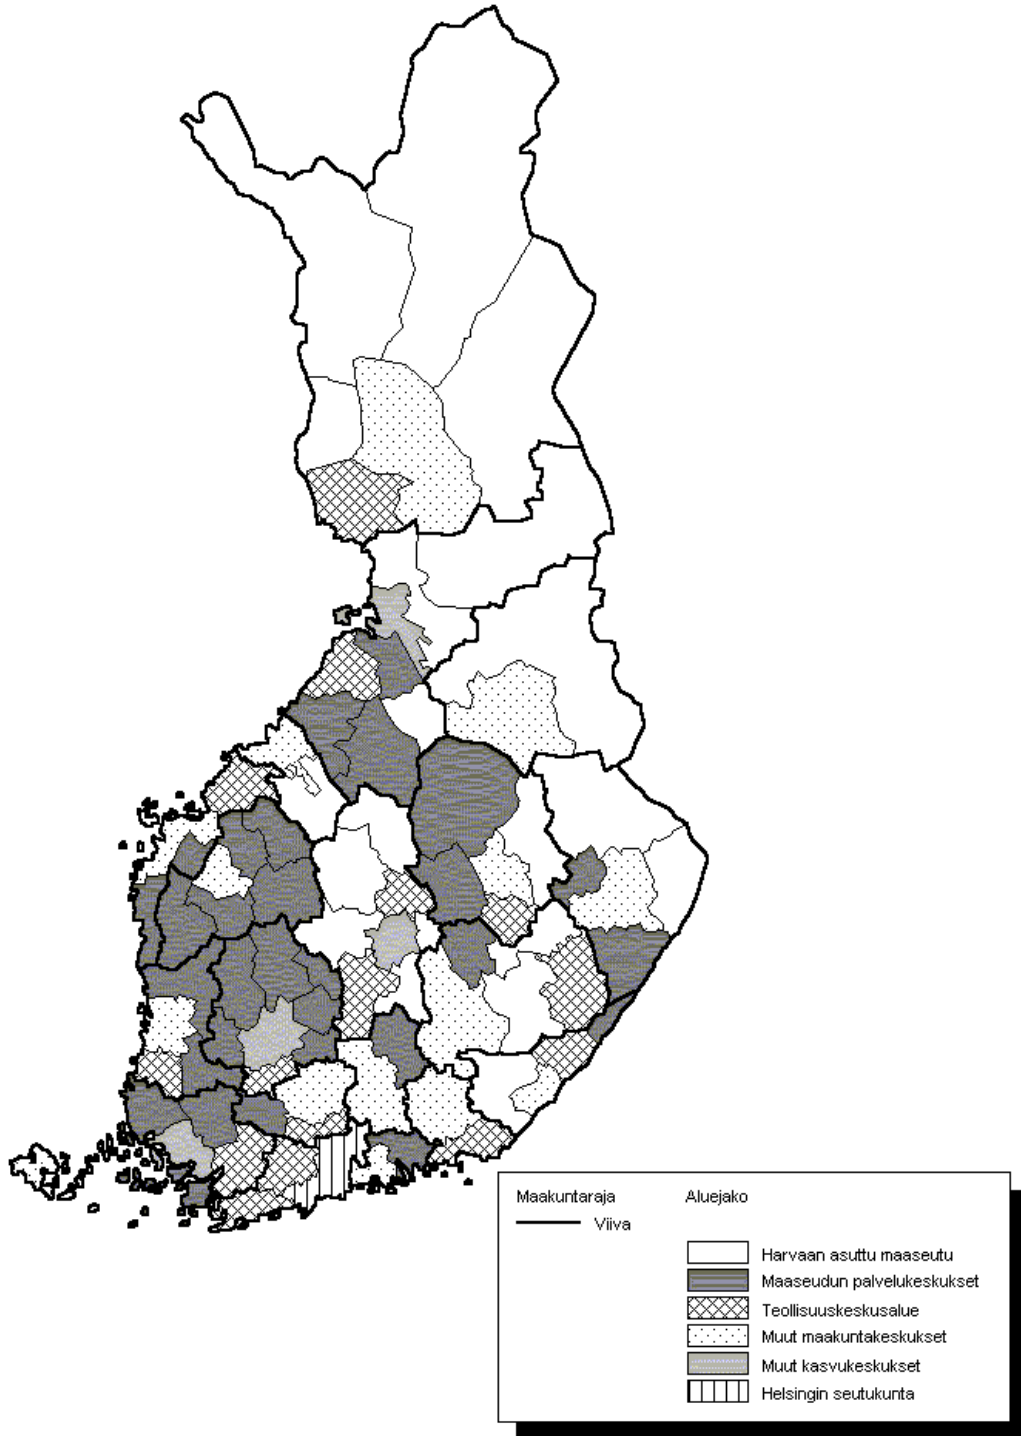 Maakuntaraja
Viiva
Aluejako
Harvaan asuttu maaseutu
Maaseudun palvelukeskukset
Teollisuuskeskusalue
Muut maakuntakeskukset
Muut kasvukeskukset
Helsingin seutukunta